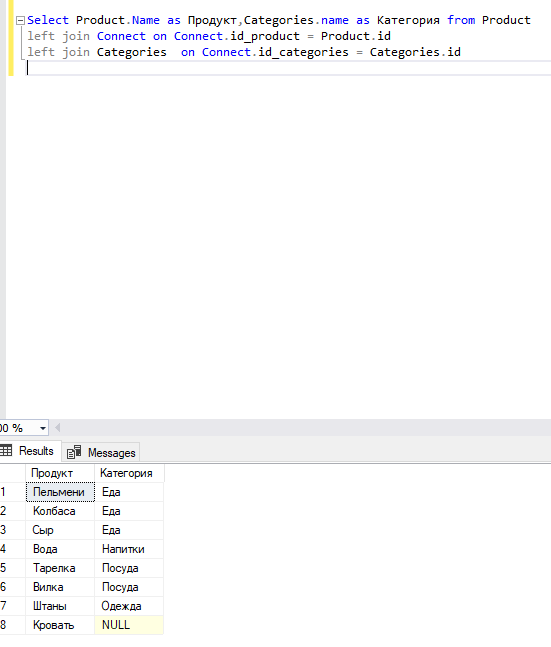 Select Product.Name as Продукт,Categories.name as Категория from Product
left join Connect on Connect.id_product = Product.id
left join Categories  on Connect.id_categories = Categories.id
00 %
Results Messages
Продукт Категория
1 Пельмени Еда
2 Колбаса Еда
3 Сыр Еда
4 Вода Напитки
5 Тарелка Посуда
6 Вилка Посуда
7 Штаны Одежда
8 Кровать NULL